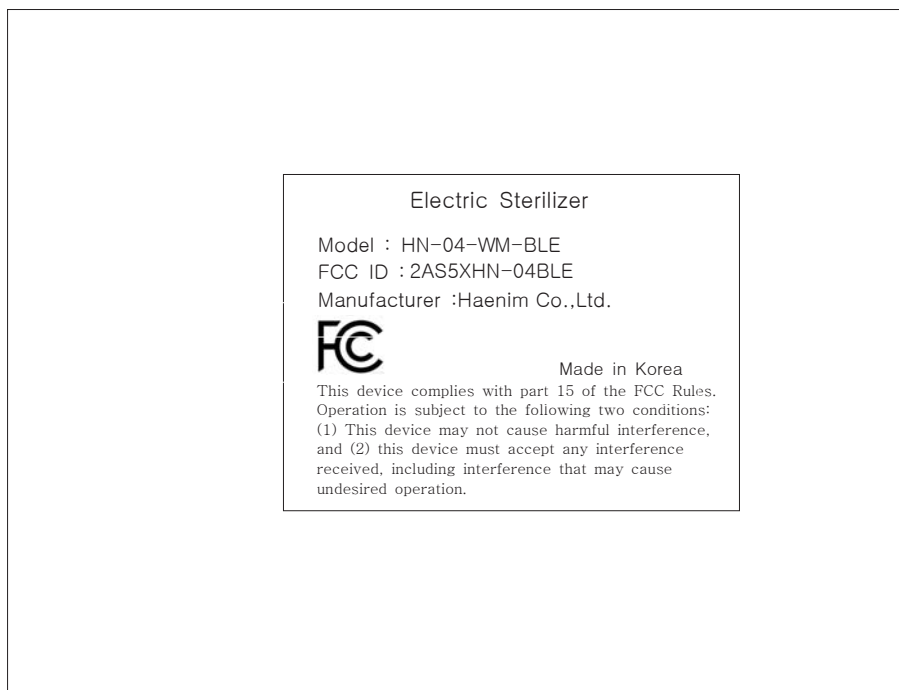 Electric Sterilizer
Model : HN-04-WM-BLE
FCC ID : 2AS5XHN-04BLE
Manufacturer :Haenim Co.,Ltd.
FCC
Made in Korea
This device complies with part 15 of the FCC Rules.
Operation is subject to the following two conditions:
(1) This device may not cause harmful interference,
and (2) this device must accept any interference
received, including interference that may cause
undesired operation.